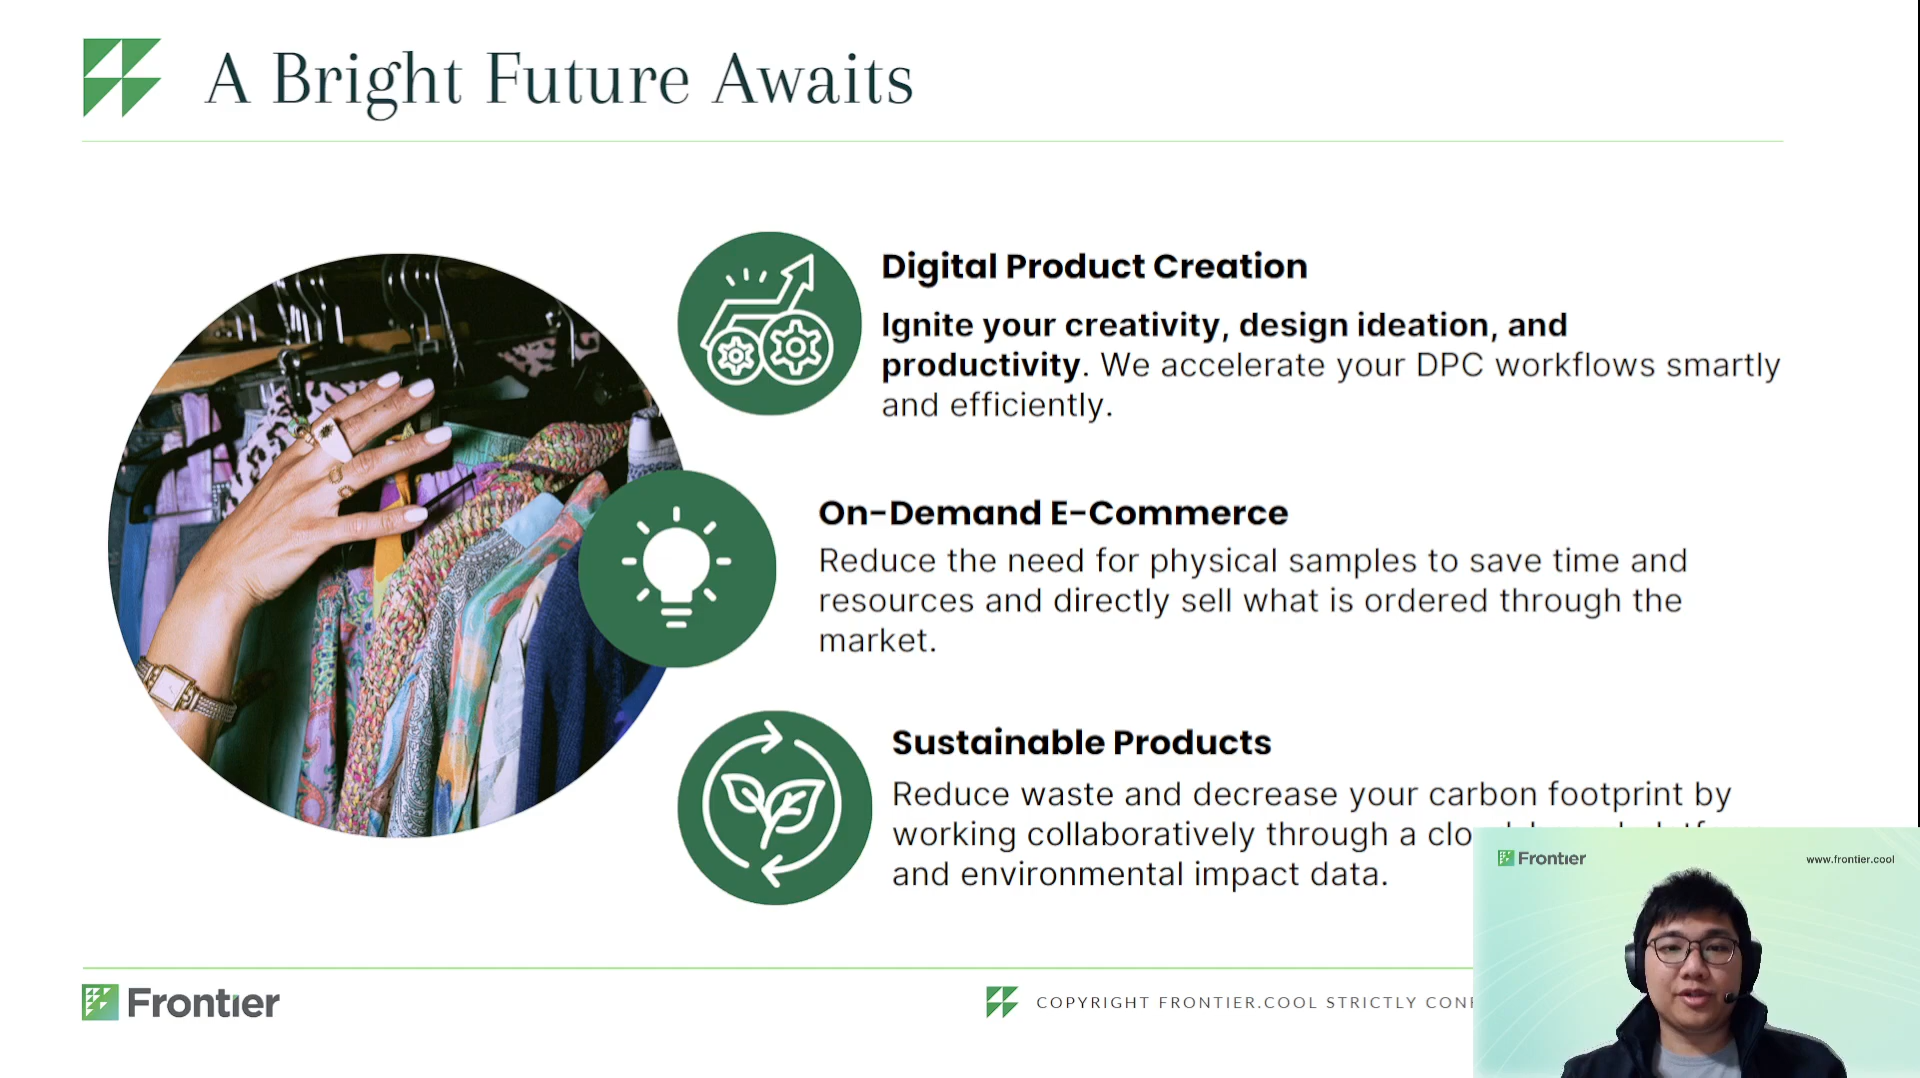 A Bright Future Awaits
Digital Product Creation
Ignite your creativity, design ideation, and
productivity. We accelerate your DPC workflows smartly
and efficiently.
On-Demand E-Commerce
Reduce the need for physical samples to save time and
resources and directly sell what is ordered through the
market.
Sustainable Products
Reduce waste and decrease your carbon footprint by
working collaboratively through a
and environmental impact data.
Frontier
www.frontier.cool
Frontier
COPYRIGHT FRONTIER.COOL STRICTLY